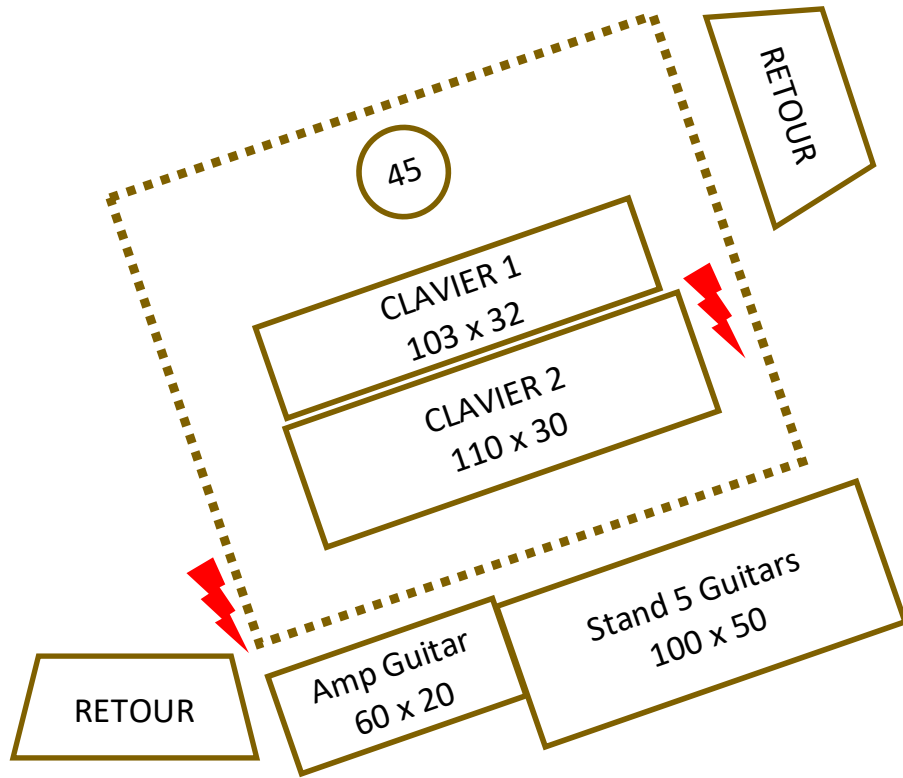 RETOUR
45
CLAVIER 1
103 x 32
CLAVIER 2
110 x 30
Stand 5 Guitars
100 x 50
Amp Guitar
60 x 20
RETOUR